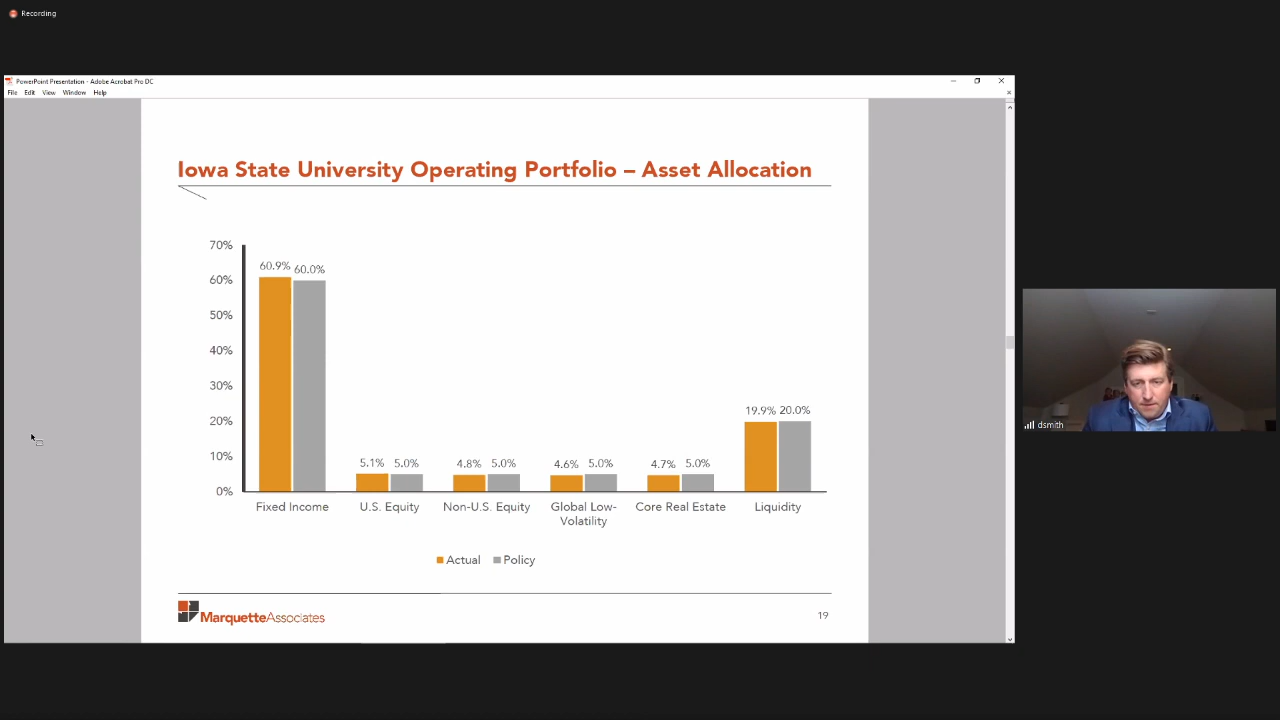 Recording
PowerPoint Presentation - Adobe Acrobat Pro DC
File Edit View Window Help
Iowa State University Operating Portfolio – Asset Allocation
70%
60%
50%
40%
30%
20%
10%
0%
60.9% 60.0%
5.1% 5.0%
4.8% 5.0%
4.6% 5.0%
4.7% 5.0%
19.9% 20.0%
Fixed Income
U.S. Equity
Non-U.S. Equity
Global Low-
Volatility
Core Real Estate
Liquidity
Actual Policy
MarquetteAssociates
19
dsmith